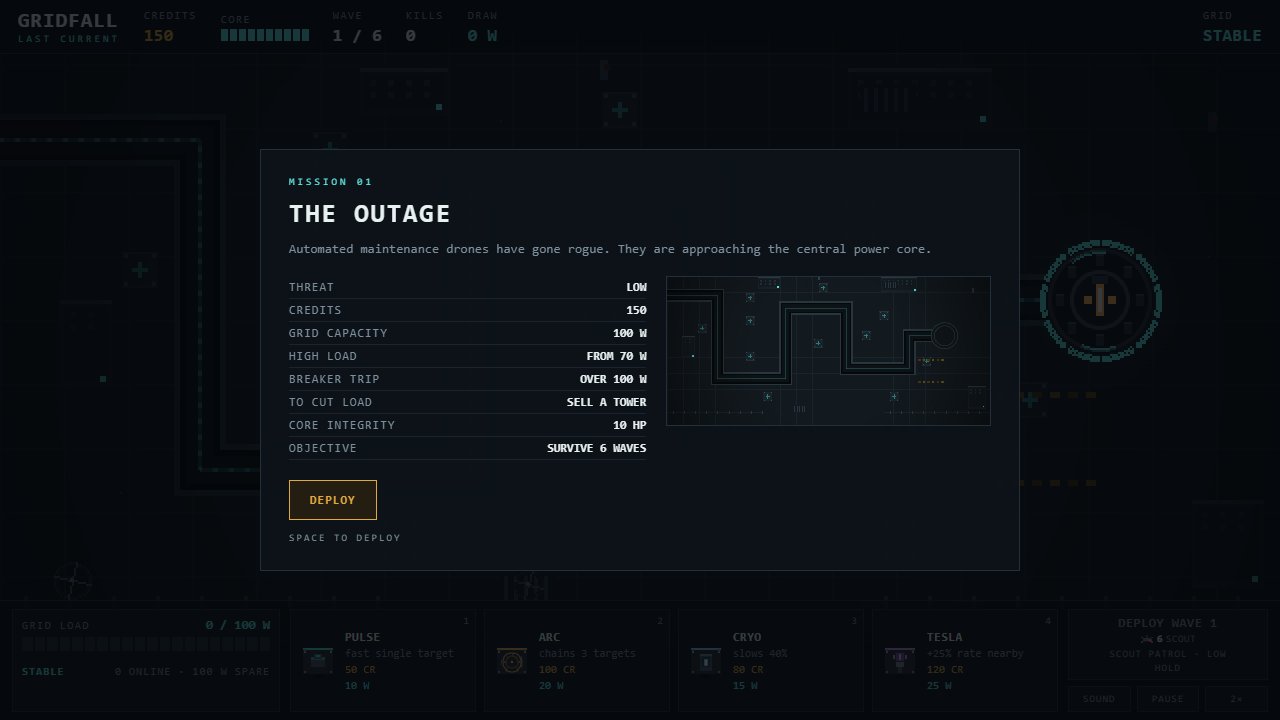 GRIDFALL
LAST CURRENT
CREDITS
150
CORE
WAVE
1 / 6
KILLS
0
DRAW
0 W
GRID
STABLE
MISSION 01
THE OUTAGE
Automated maintenance drones have gone rogue. They are approaching the central power core.
THREAT LOW
CREDITS 150
GRID CAPACITY 100 W
HIGH LOAD FROM 70 W
BREAKER TRIP OVER 100 W
TO CUT LOAD SELL A TOWER
CORE INTEGRITY 10 HP
OBJECTIVE SURVIVE 6 WAVES
DEPLOY
SPACE TO DEPLOY
GRID LOAD 0 / 100 W
STABLE 0 ONLINE · 100 W SPARE
1
PULSE
fast single target
50 CR
10 W
2
ARC
chains 3 targets
100 CR
20 W
3
CRYO
slows 40%
80 CR
15 W
4
TESLA
+25% rate nearby
120 CR
25 W
DEPLOY WAVE 1
6 SCOUT
SCOUT PATROL · LOW
HOLD
SOUND
PAUSE
2×